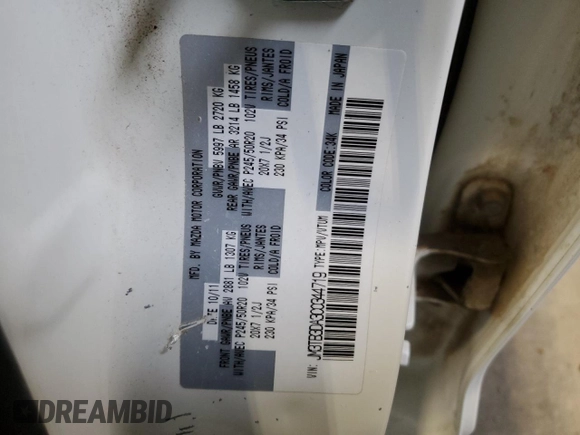 MFD. BY MAZDA MOTOR CORPORATION
DATE 10/11
GVWR/PNBV 5997 LB 2720 KG
FRONT GAWR/PNBE AV 2881 LB 1307 KG
REAR GAWR/PNBE AR 3214 LB 1458 KG
WITH/AVEC P245/50R20 102V TIRES/PNEUS
WITH/AVEC P245/50R20 102V TIRES/PNEUS
20X7 1/2J RIMS/JANTES
20X7 1/2J RIMS/JANTES
230 KPA/34 PSI COLD/A FROID
230 KPA/34 PSI COLD/A FROID
VIN: JM3TB3DA3C0344719 TYPE:MPV/VTUM
COLOR CODE:34K
MADE IN JAPAN
DREAMBID